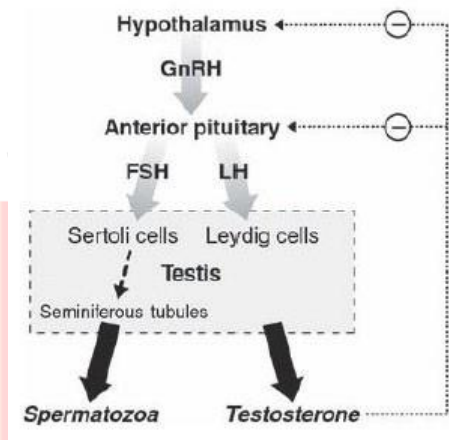 Hypothalamus
GnRH
Anterior pituitary
FSH LH
Sertoli cells Leydig cells
Testis
Seminiferous tubules
Spermatozoa Testosterone